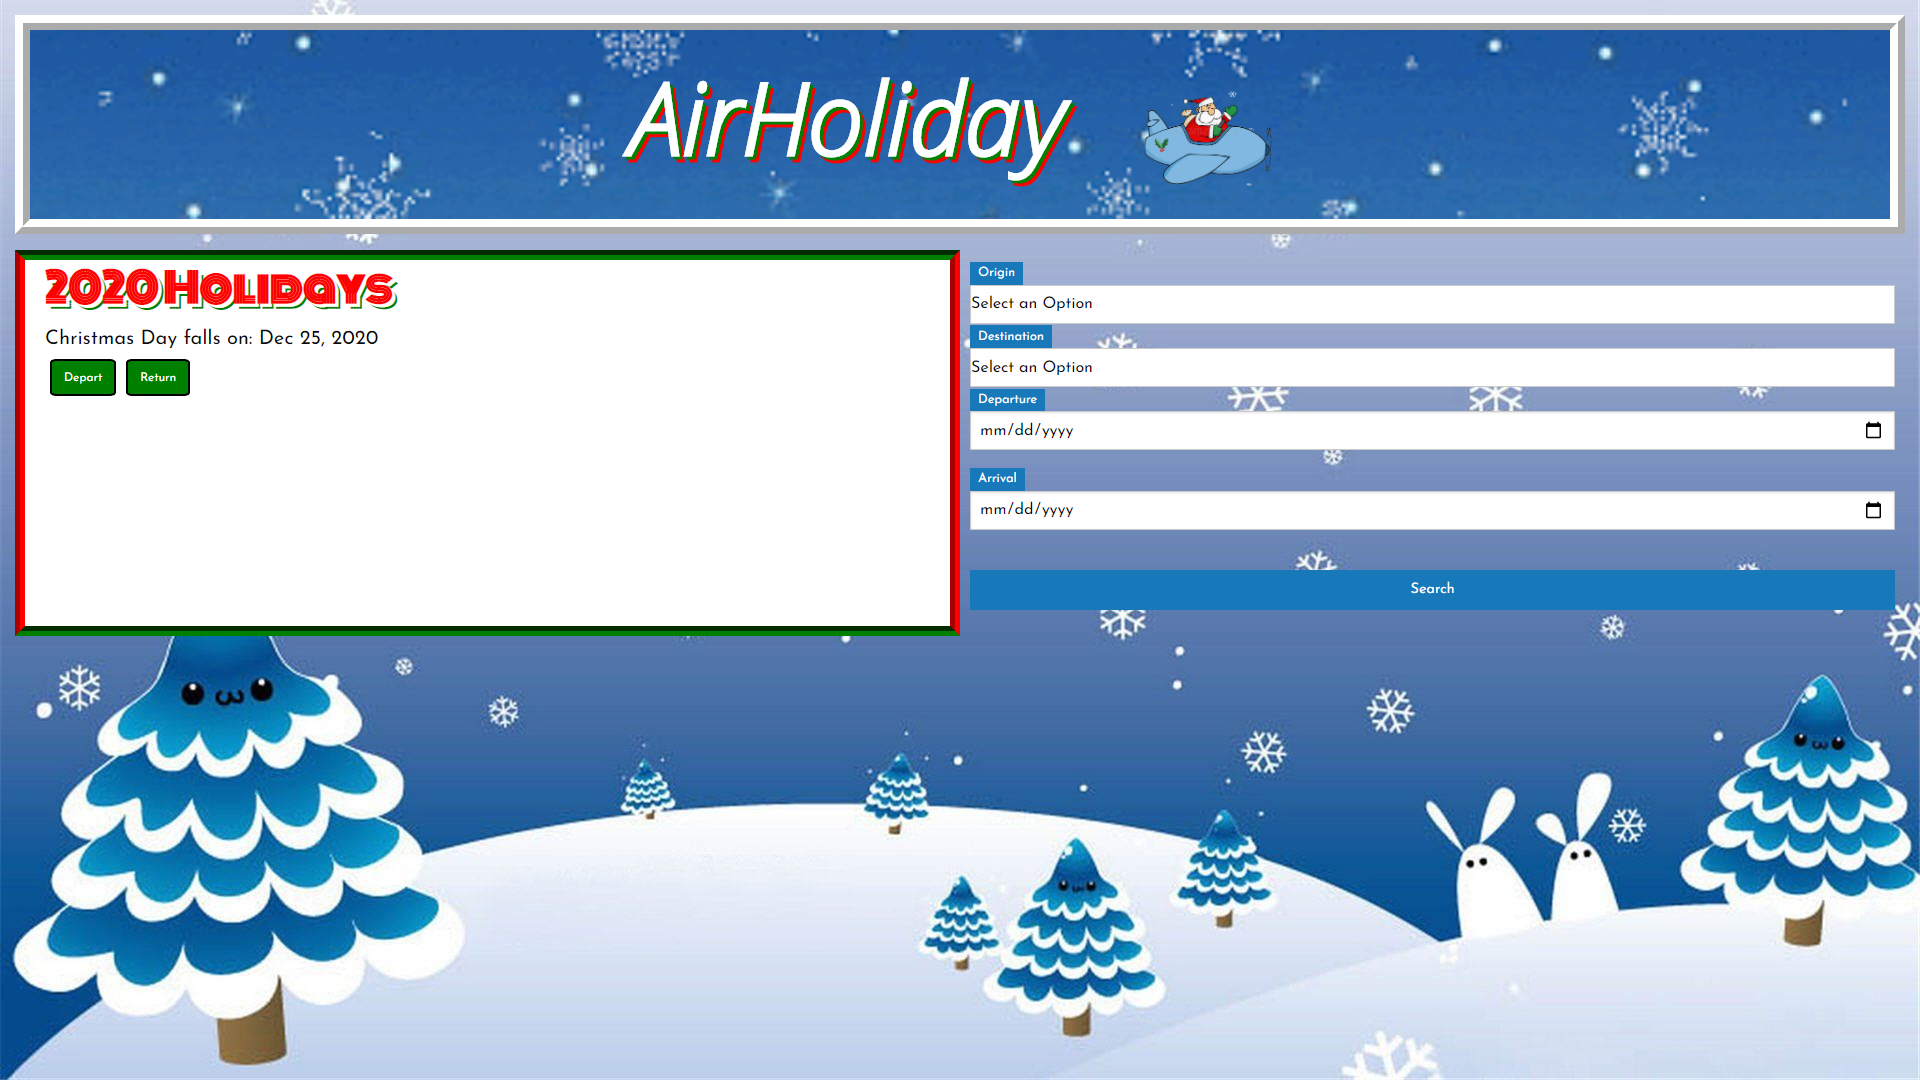 AirHoliday
2020 Holidays
Christmas Day falls on: Dec 25, 2020
Depart Return
Origin
Select an Option
Destination
Select an Option
Departure
mm/dd/yyyy
Arrival
mm/dd/yyyy
Search